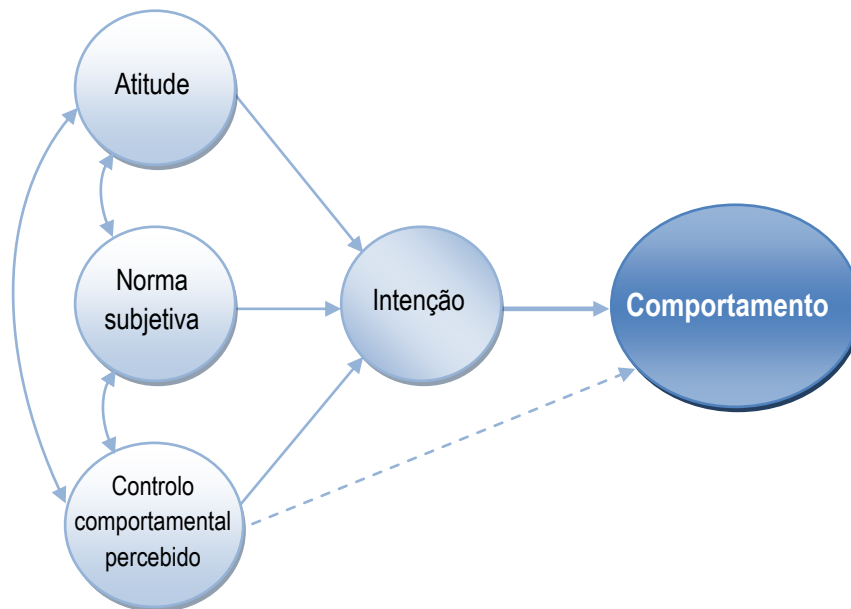 Atitude
Norma
subjetiva
Controlo
comportamental
percebido
Intenção
Comportamento